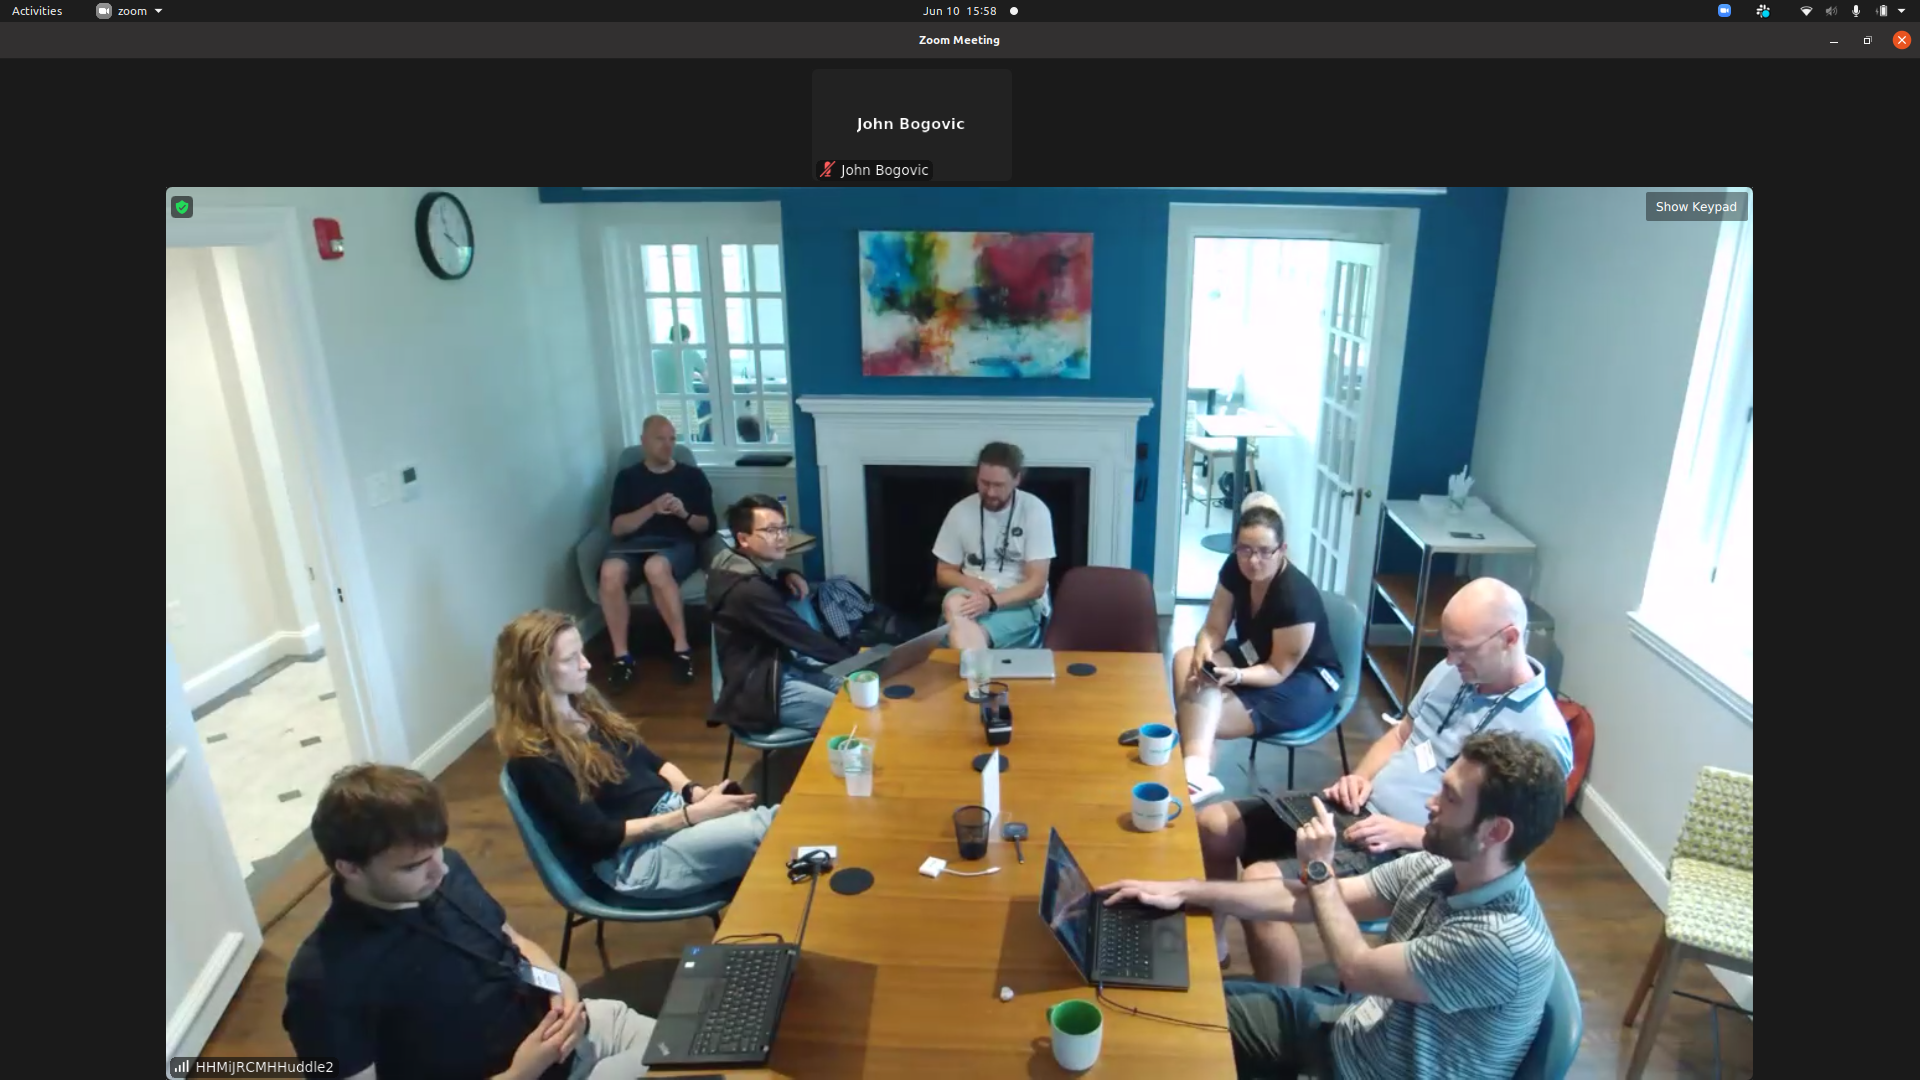 Activities
zoom
Jun 10 15:58
Zoom Meeting
John Bogovic
John Bogovic
Show Keypad
HHMiJRCMHHuddle2